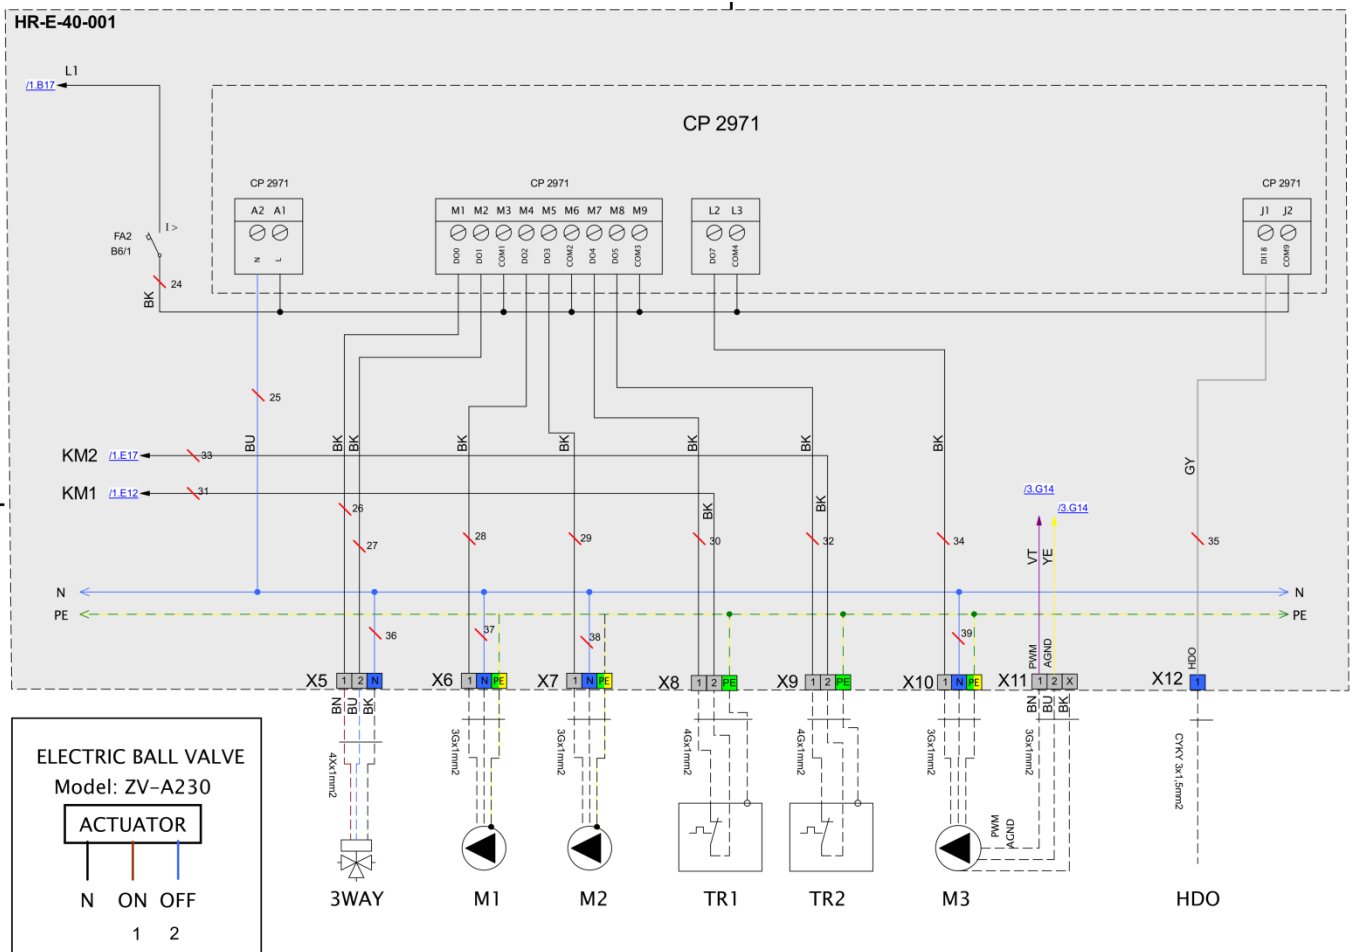 HR-E-40-001
L1
/1.B17
CP 2971
CP 2971
CP 2971
CP 2971
A2 A1
M1 M2 M3 M4 M5 M6 M7 M8 M9
L2 L3
J1 J2
FA2
I >
B6/1
N L
DO0 DO1 COM1 DO2 DO3 COM2 DO4 DO5 COM3
DO7 COM4
DI18 COM9
24
BK
25
BU BK BK BK BK BK BK BK
KM2 /1.E17 33
GY
KM1 /1.E12 31
/3.G14
/3.G14
26
BK BK
27 28 29 30 32 34 35
VT YE
N N
PE PE
36 37 38 39
PWM AGND HDO
X5 1 2 N
X6 1 N PE
X7 1 N PE
X8 1 2 PE
X9 1 2 PE
X10 1 N PE
X11 1 2 X
X12 1
BN BU BK
BN BU BK
4Xx1mm2
3Gx1mm2
3Gx1mm2
4Gx1mm2
4Gx1mm2
3Gx1mm2
3Gx1mm2
CYKY 3x1,5mm2
PWM
AGND
3WAY M1 M2 TR1 TR2 M3 HDO
ELECTRIC BALL VALVE
Model: ZV-A230
ACTUATOR
N ON OFF
1 2